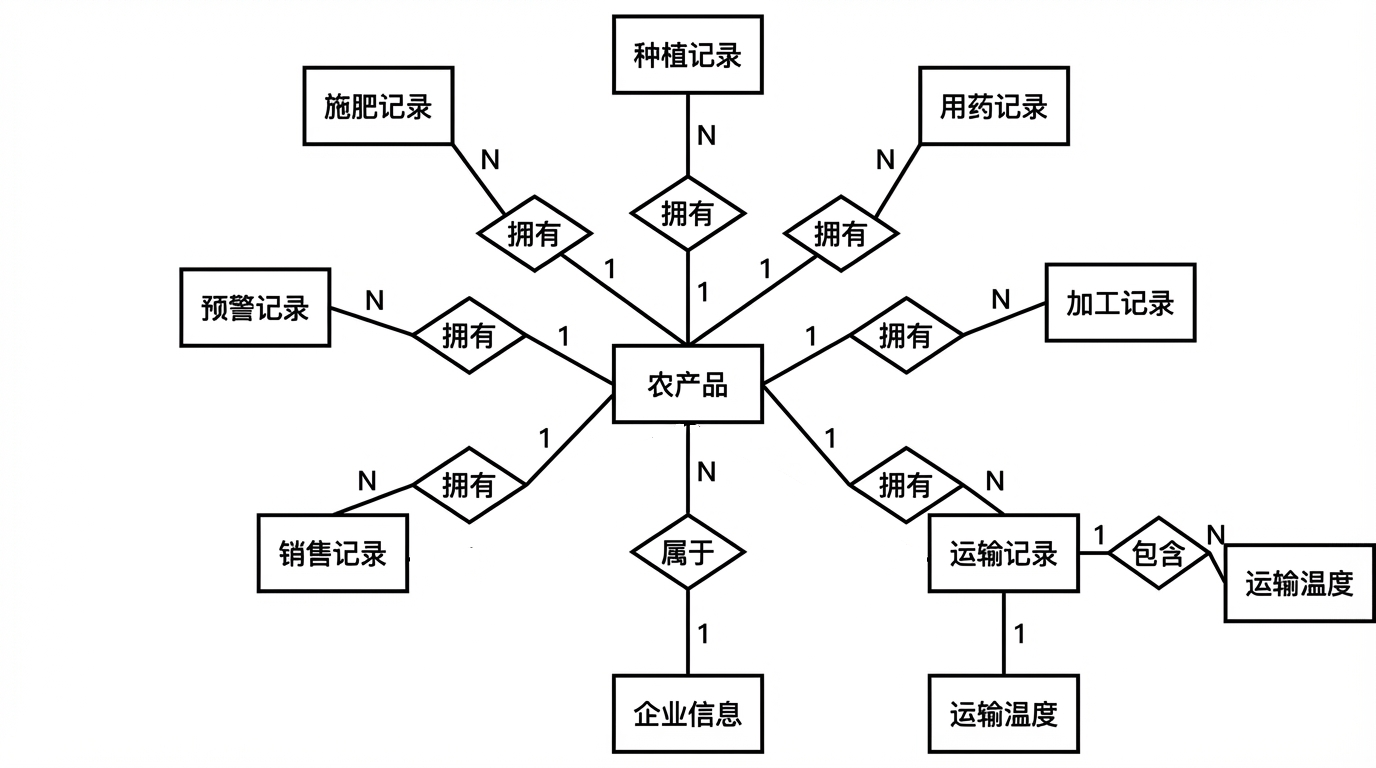 种植记录
施肥记录
用药记录
N
N
N
拥有
拥有
拥有
1
1
1
预警记录
N
拥有
1
1
拥有
N
加工记录
农产品
销售记录
N
拥有
1
N
属于
1
企业信息
1
拥有
N
运输记录
1
包含
N
运输温度
1
运输温度